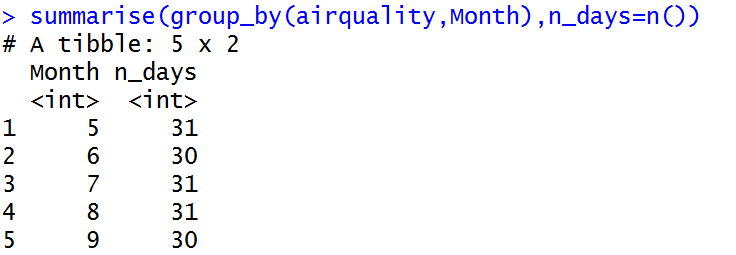 > summarise(group_by(airquality,Month),n_days=n())
# A tibble: 5 x 2
  Month n_days
  <int>  <int>
1     5     31
2     6     30
3     7     31
4     8     31
5     9     30